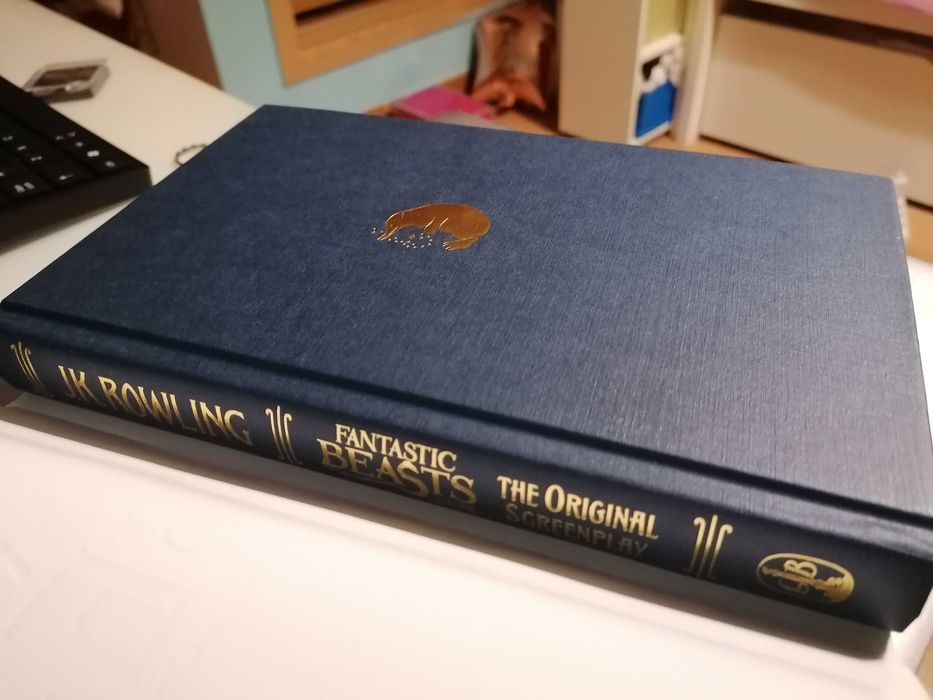 J.K. ROWLING
FANTASTIC
BEASTS
THE ORIGINAL
SCREENPLAY